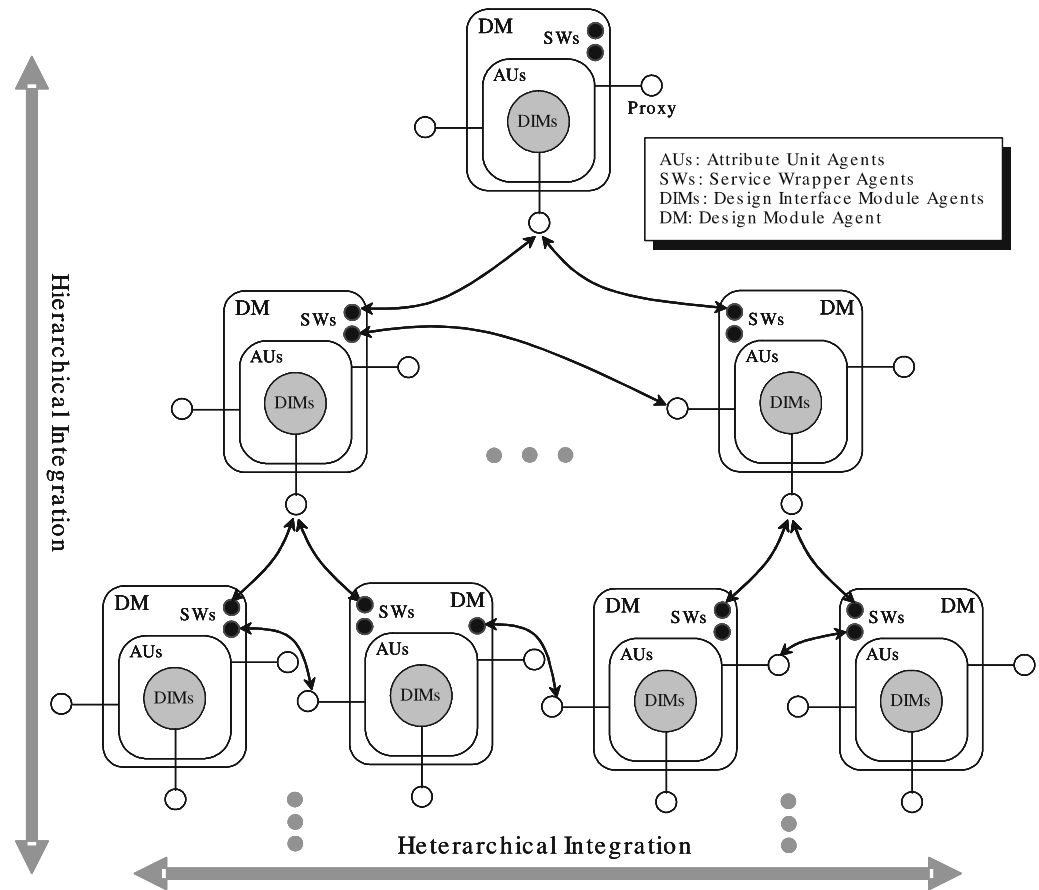 DM
SWs
AUs
DIMs
Proxy
AUs: Attribute Unit Agents
SWs: Service Wrapper Agents
DIMs: Design Interface Module Agents
DM: Design Module Agent
Hierarchical Integration
DM
SWs
AUs
DIMs
SWs
DM
AUs
DIMs
DM
SWs
AUs
DIMs
DM
SWs
AUs
DIMs
DM
SWs
AUs
DIMs
DM
SWs
AUs
DIMs
Heterarchical Integration